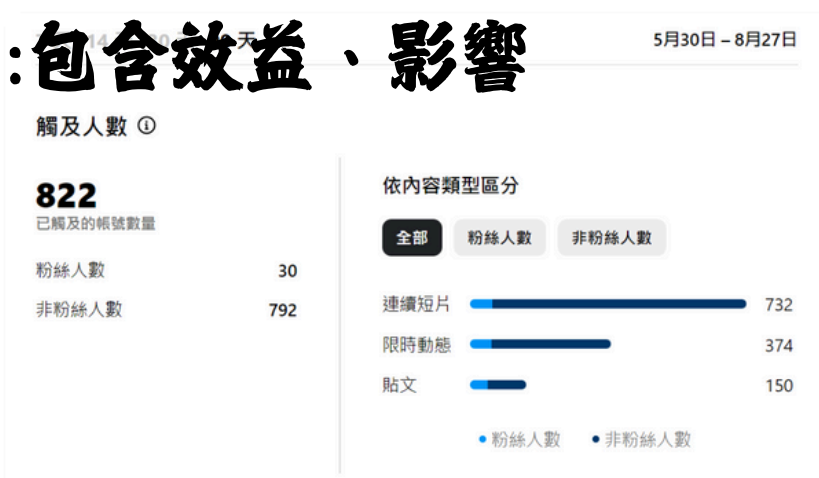 :包含效益、影響
5月30日 – 8月27日
觸及人數
822
已觸及的帳號數量
粉絲人數 30
非粉絲人數 792
依內容類型區分
全部 粉絲人數 非粉絲人數
連續短片 732
限時動態 374
貼文 150
粉絲人數 非粉絲人數